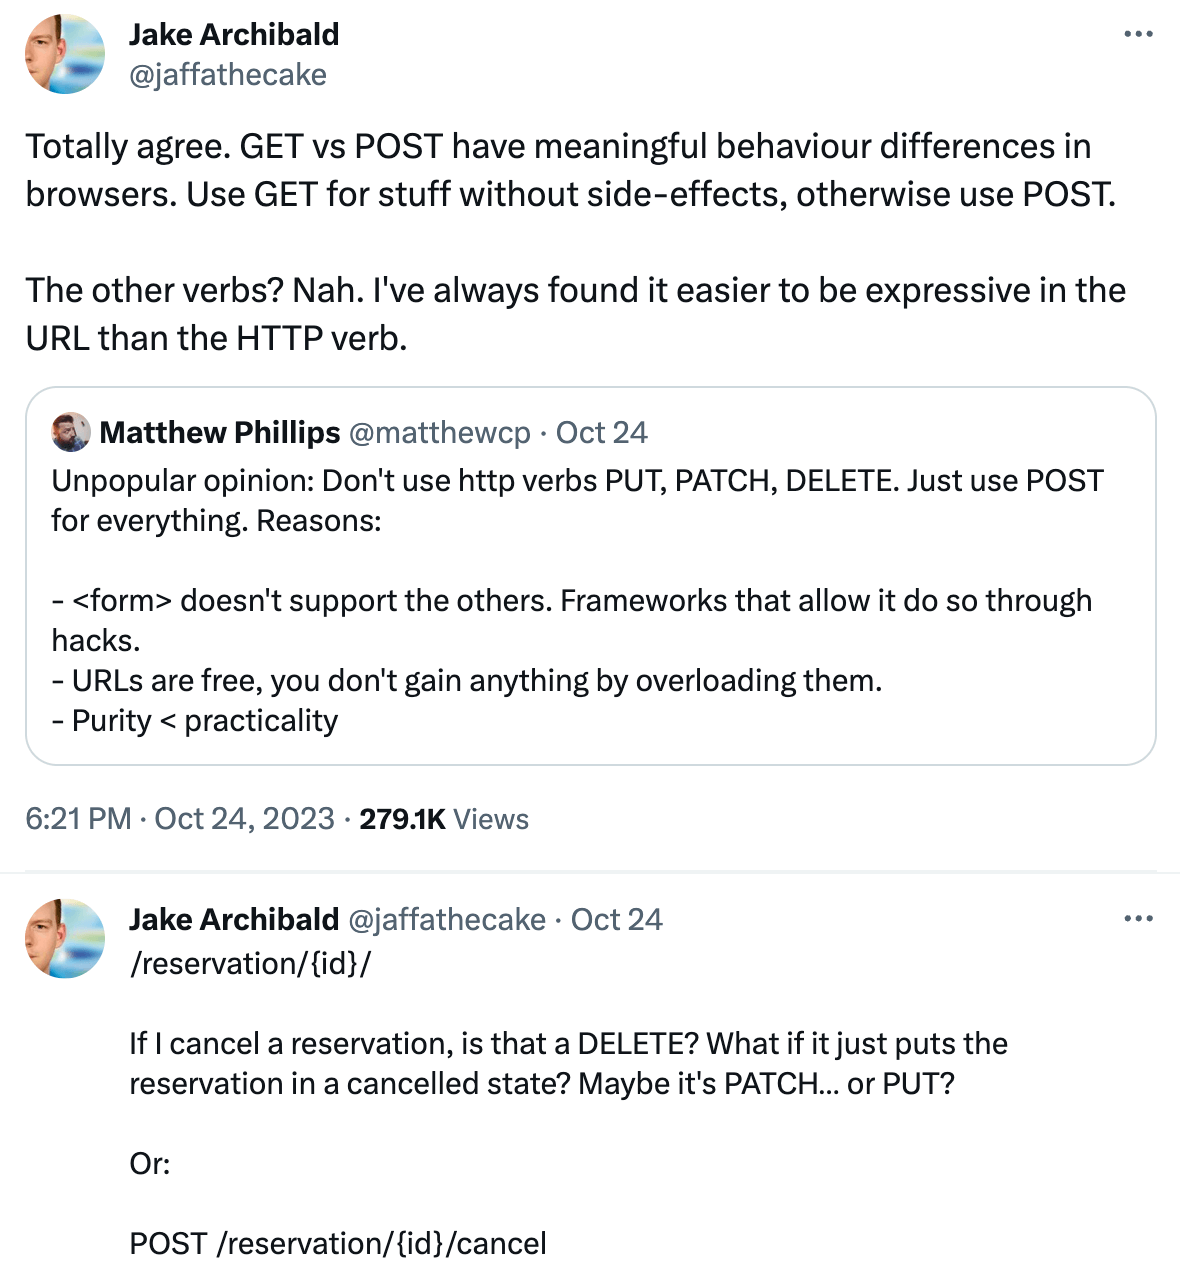 Jake Archibald
@jaffathecake
Totally agree. GET vs POST have meaningful behaviour differences in
browsers. Use GET for stuff without side-effects, otherwise use POST.
The other verbs? Nah. I've always found it easier to be expressive in the
URL than the HTTP verb.
Matthew Phillips @matthewcp · Oct 24
Unpopular opinion: Don't use http verbs PUT, PATCH, DELETE. Just use POST
for everything. Reasons:
- <form> doesn't support the others. Frameworks that allow it do so through
hacks.
- URLs are free, you don't gain anything by overloading them.
- Purity < practicality
6:21 PM · Oct 24, 2023 · 279.1K Views
Jake Archibald @jaffathecake · Oct 24
/reservation/{id}/
If I cancel a reservation, is that a DELETE? What if it just puts the
reservation in a cancelled state? Maybe it's PATCH... or PUT?
Or:
POST /reservation/{id}/cancel